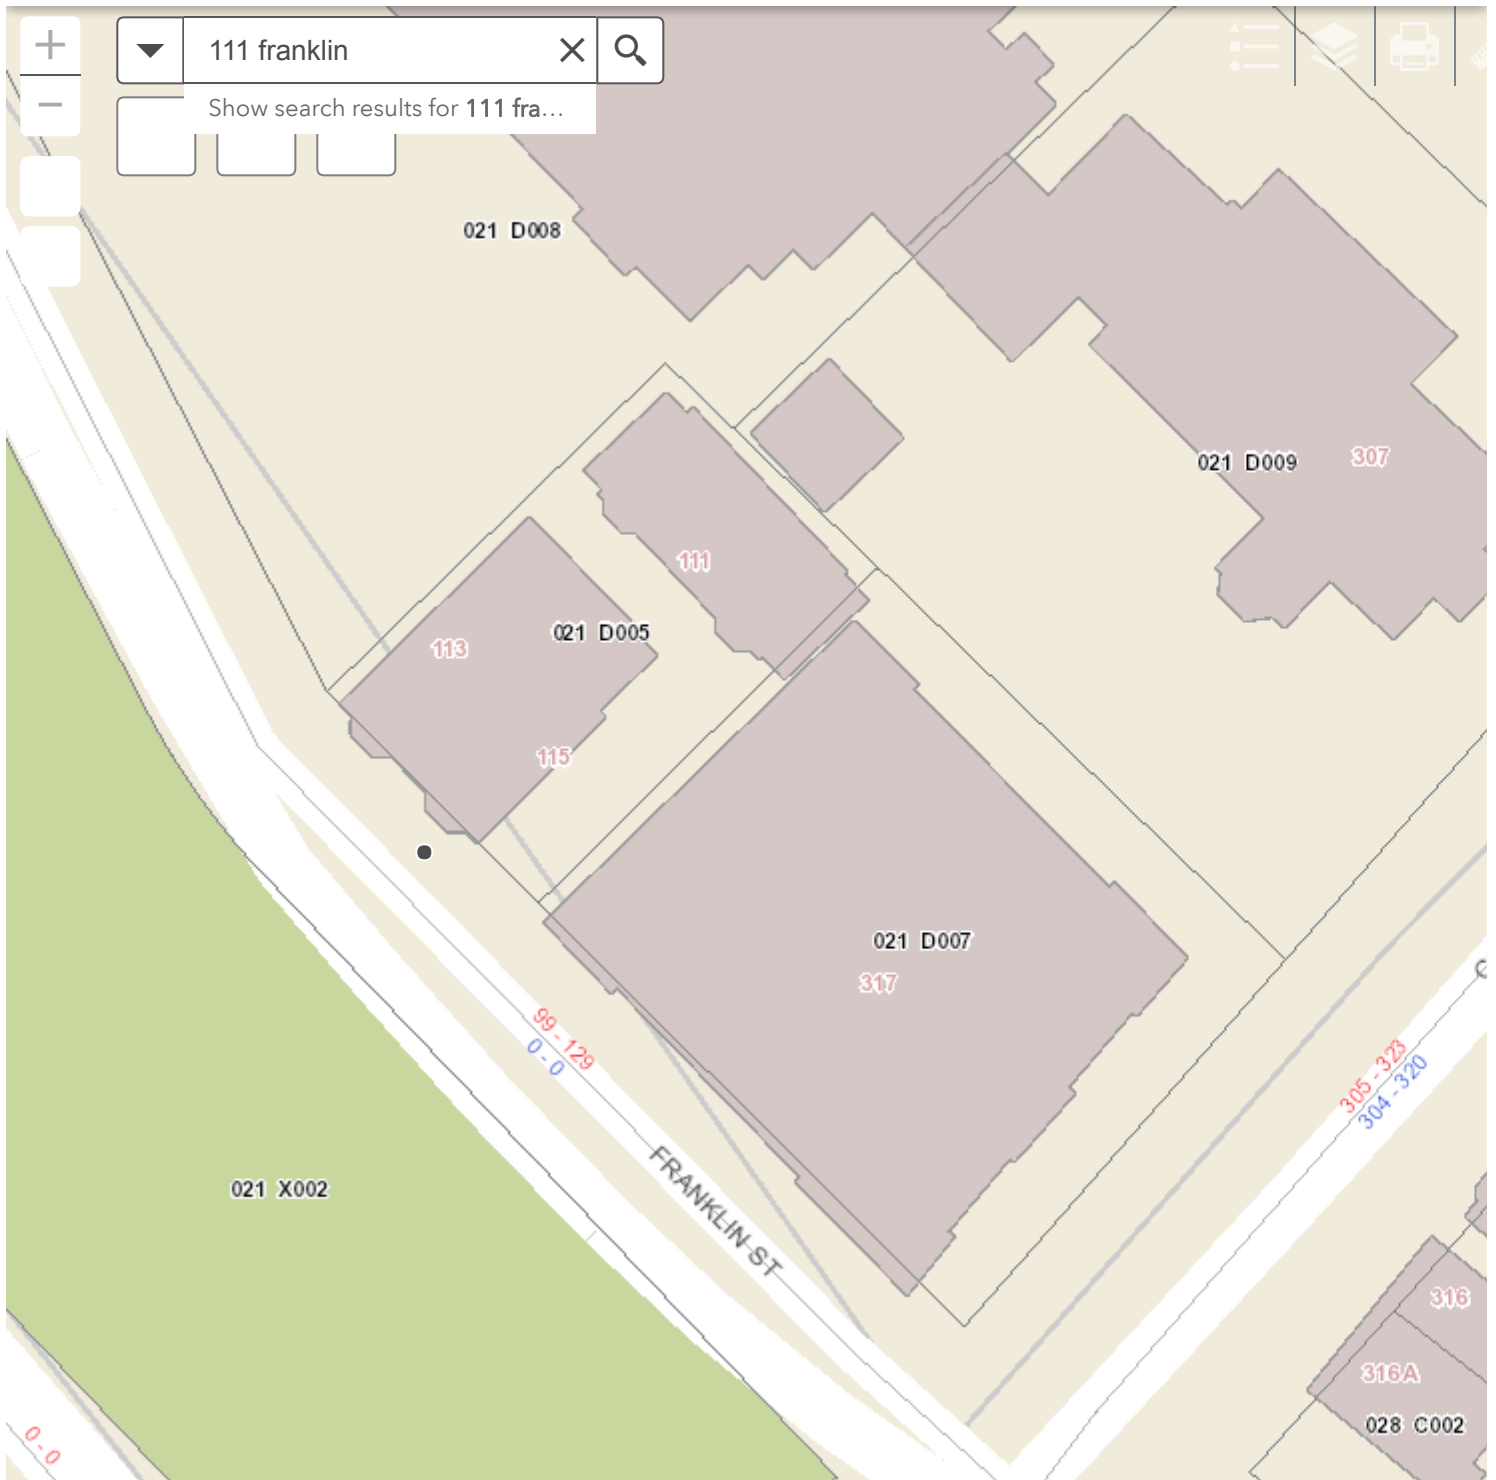 111 franklin
Show search results for 111 fra...
021 D008
021 D009
307
111
113
021 D005
115
021 D007
317
99 - 129
0 - 0
305 - 323
304 - 320
FRANKLIN ST
021 X002
316
316A
028 C002
0 - 0